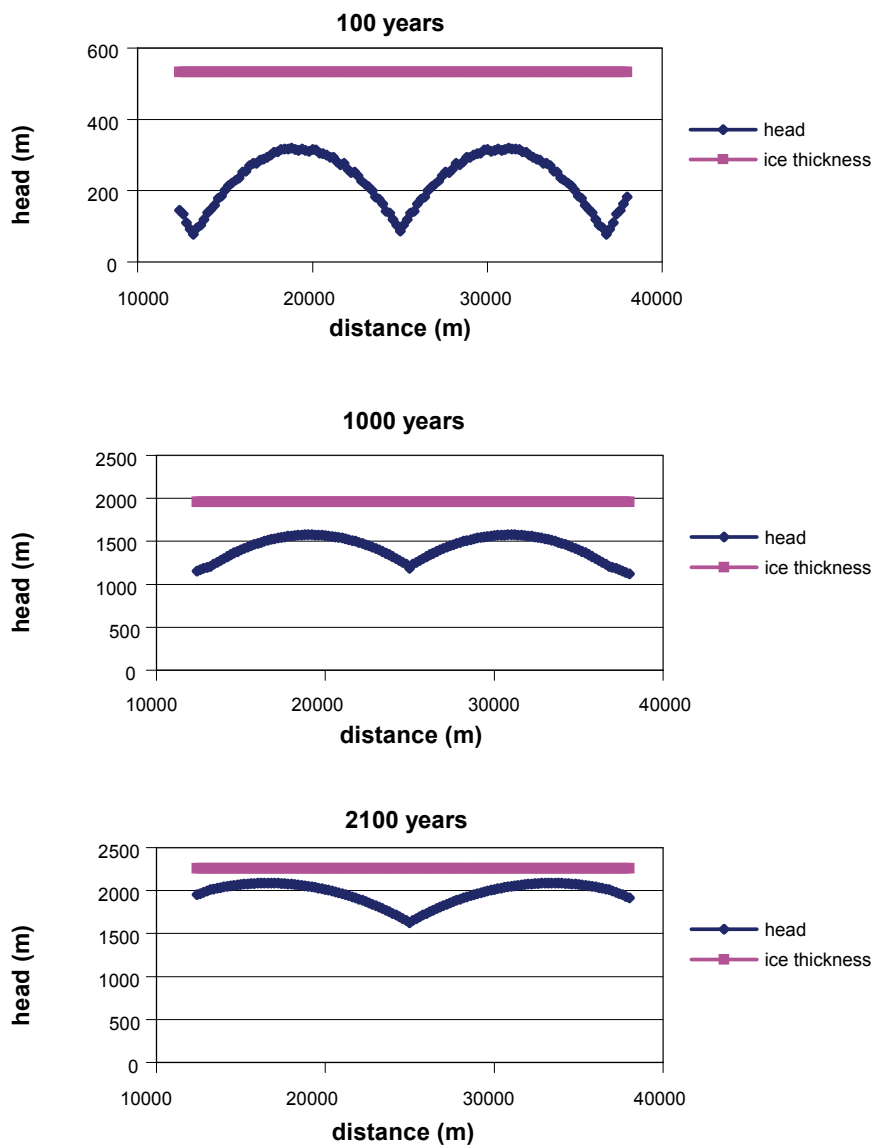 100 years
600
400
200
0
head (m)
10000 20000 30000 40000
distance (m)
head
ice thickness
1000 years
2500
2000
1500
1000
500
0
head (m)
10000 20000 30000 40000
distance (m)
head
ice thickness
2100 years
2500
2000
1500
1000
500
0
head (m)
10000 20000 30000 40000
distance (m)
head
ice thickness